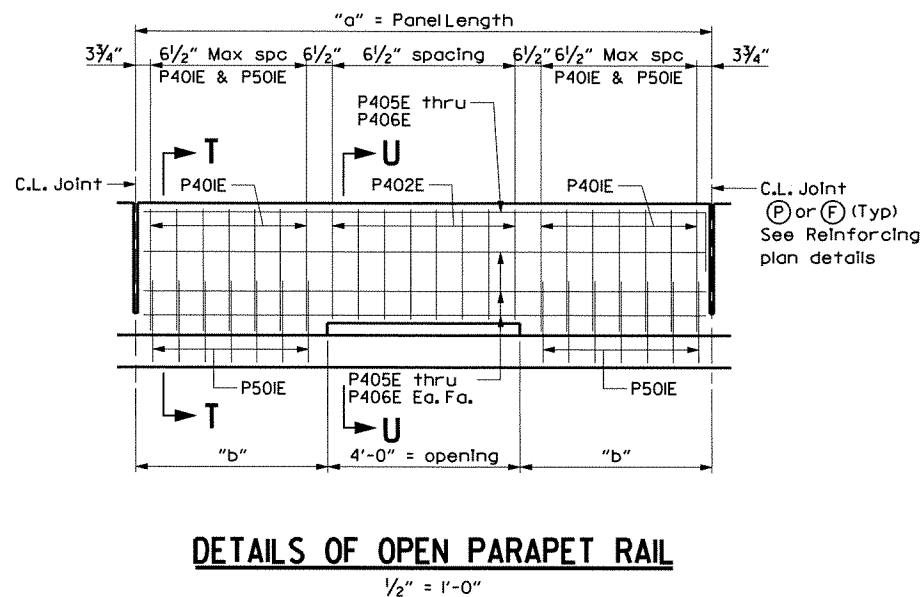 "a" = Panel Length
3¾" 6½" Max spc 6½" 6½" spacing 6½" 6½" Max spc 3¾"
P401E & P501E P401E & P501E
P405E thru
P406E
T U
C.L. Joint P401E P402E P401E C.L. Joint
P or F (Typ)
See Reinforcing
plan details
P501E P405E thru P501E
P406E Ea. Fa.
T U
"b" 4'-0" = opening "b"
DETAILS OF OPEN PARAPET RAIL
½" = 1'-0"